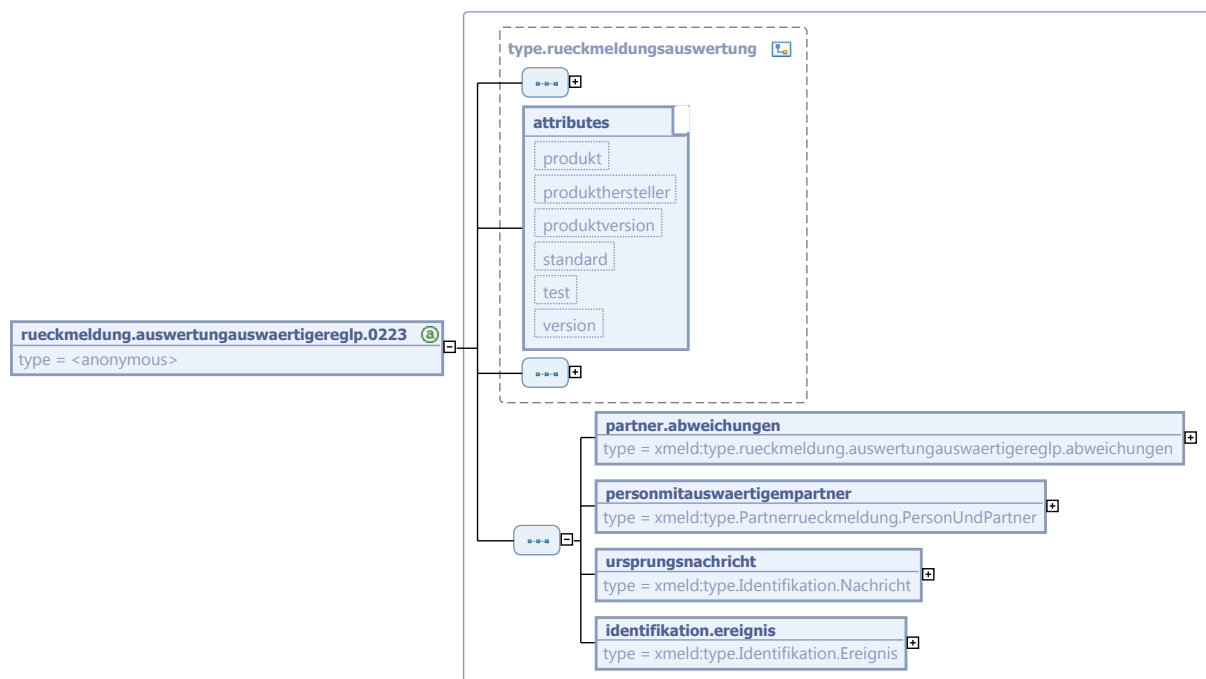 type.rueckmeldungsauswertung
attributes
produkt
produkthersteller
produktversion
standard
test
version
rueckmeldung.auswertungauswaertigereglp.0223 a
type = <anonymous>
partner.abweichungen
type = xmeld:type.rueckmeldung.auswertungauswaertigereglp.abweichungen
personmitauswaertigempartner
type = xmeld:type.Partnerrueckmeldung.PersonUndPartner
ursprungsnachricht
type = xmeld:type.Identifikation.Nachricht
identifikation.ereignis
type = xmeld:type.Identifikation.Ereignis